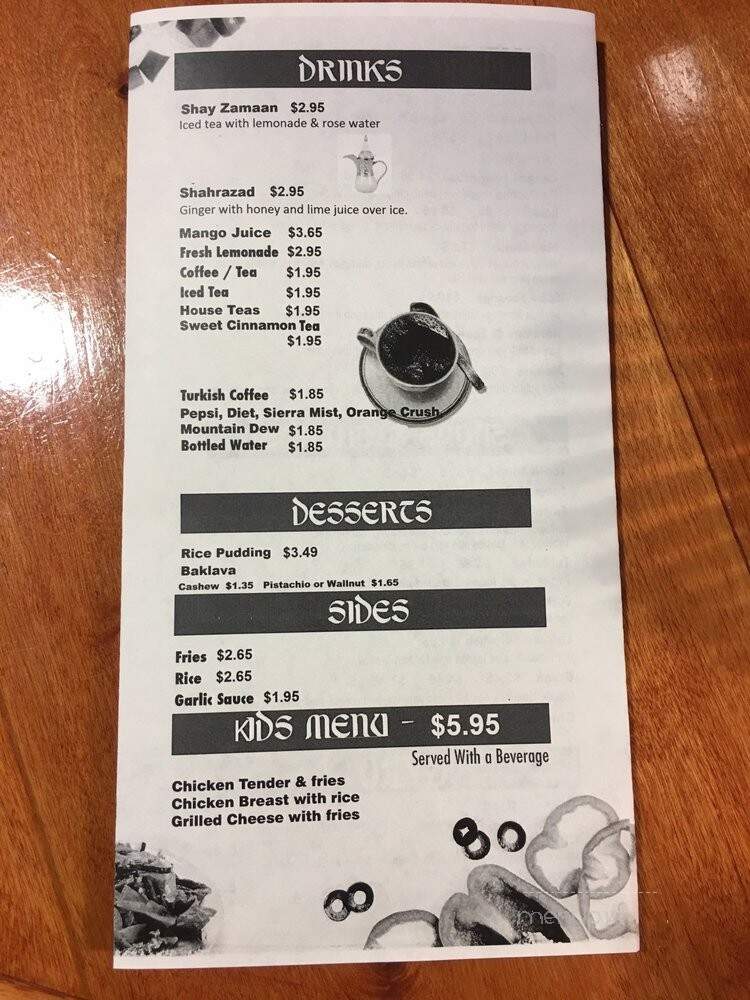 DRINKS
Shay Zamaan $2.95
Iced tea with lemonade & rose water
Shahrazad $2.95
Ginger with honey and lime juice over ice.
Mango Juice $3.65
Fresh Lemonade $2.95
Coffee / Tea $1.95
Iced Tea $1.95
House Teas $1.95
Sweet Cinnamon Tea
$1.95
Turkish Coffee $1.85
Pepsi, Diet, Sierra Mist, Orange Crush
Mountain Dew $1.85
Bottled Water $1.85
DESSERTS
Rice Pudding $3.49
Baklava
Cashew $1.35 Pistachio or Wallnut $1.65
SIDES
Fries $2.65
Rice $2.65
Garlic Sauce $1.95
KIDS MENU - $5.95
Served With a Beverage
Chicken Tender & fries
Chicken Breast with rice
Grilled Cheese with fries